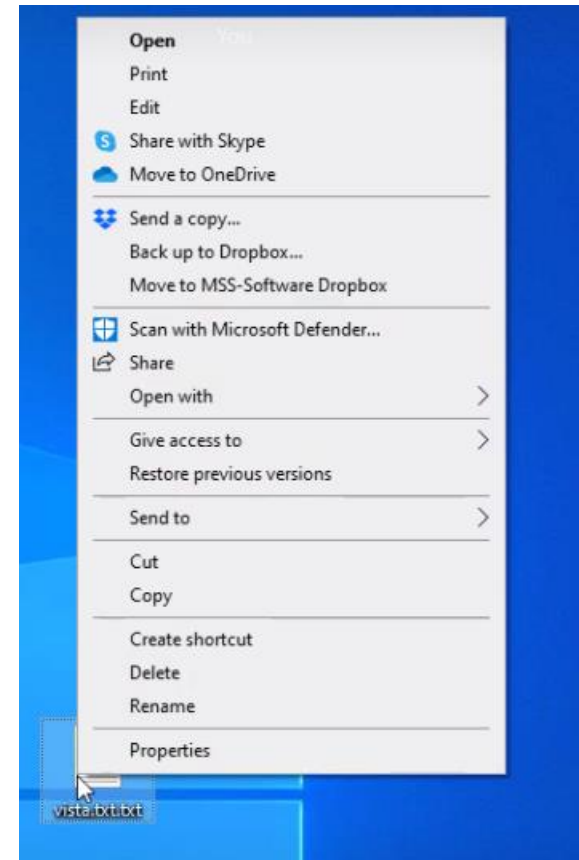 Open
You
Print
Edit
Share with Skype
Move to OneDrive
Send a copy...
Back up to Dropbox...
Move to MSS-Software Dropbox
Scan with Microsoft Defender...
Share
Open with
Give access to
Restore previous versions
Send to
Cut
Copy
Create shortcut
Delete
Rename
Properties
vista.txt.txt